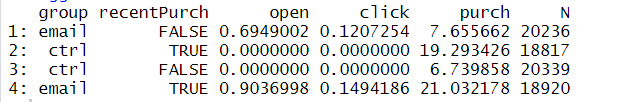 group recentPurch open click purch N
1: email FALSE 0.6949002 0.1207254 7.655662 20236
2: ctrl TRUE 0.0000000 0.0000000 19.293426 18817
3: ctrl FALSE 0.0000000 0.0000000 6.739858 20339
4: email TRUE 0.9036998 0.1494186 21.032178 18920